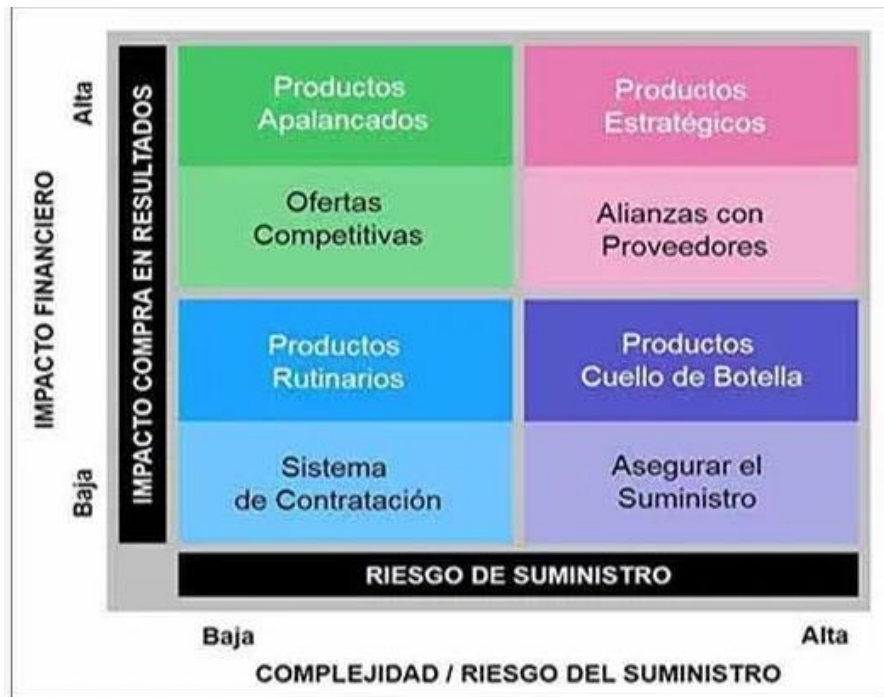 Alta
IMPACTO FINANCIERO
Baja
IMPACTO COMPRA EN RESULTADOS
Productos
Apalancados
Ofertas
Competitivas
Productos
Estratégicos
Alianzas con
Proveedores
Productos
Rutinarios
Sistema
de Contratación
Productos
Cuello de Botella
Asegurar el
Suministro
RIESGO DE SUMINISTRO
Baja
Alta
COMPLEJIDAD / RIESGO DEL SUMINISTRO